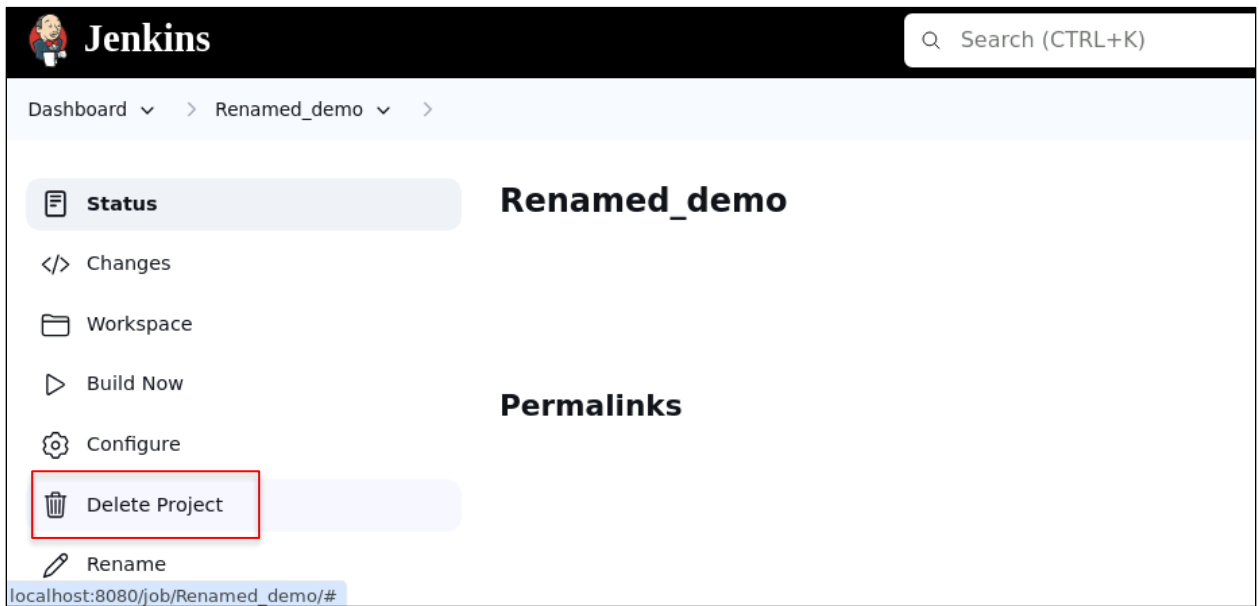 Jenkins
Search (CTRL+K)
Dashboard
Renamed_demo
Status
Changes
Workspace
Build Now
Configure
Delete Project
Rename
Renamed_demo
Permalinks
localhost:8080/job/Renamed_demo/#